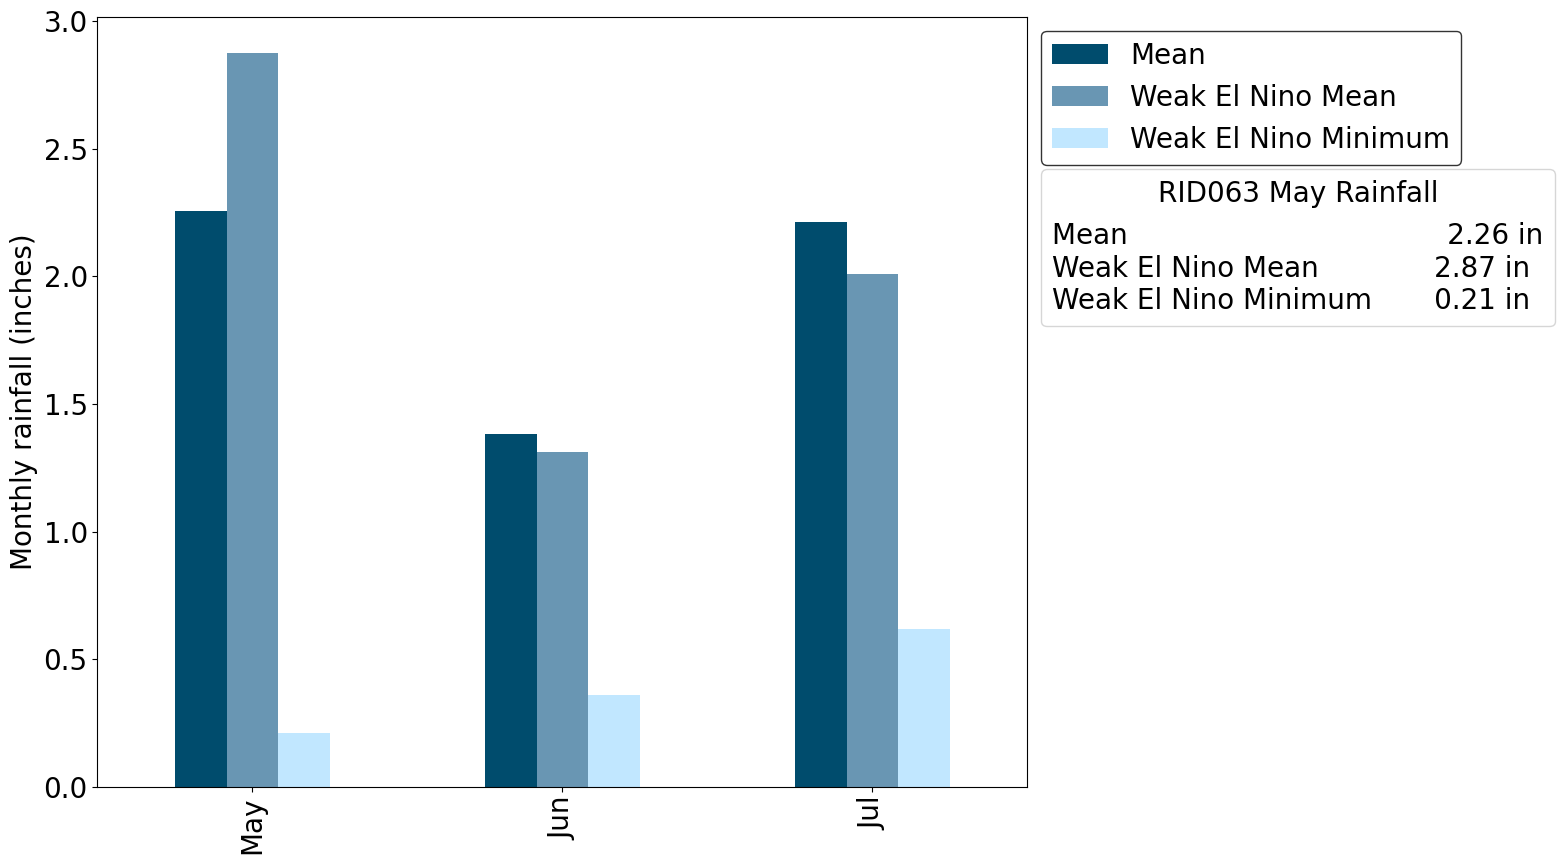 3.0
2.5
2.0
1.5
1.0
0.5
0.0
Monthly rainfall (inches)
May
Jun
Jul
Mean
Weak El Nino Mean
Weak El Nino Minimum
RID063 May Rainfall
Mean 2.26 in
Weak El Nino Mean 2.87 in
Weak El Nino Minimum 0.21 in